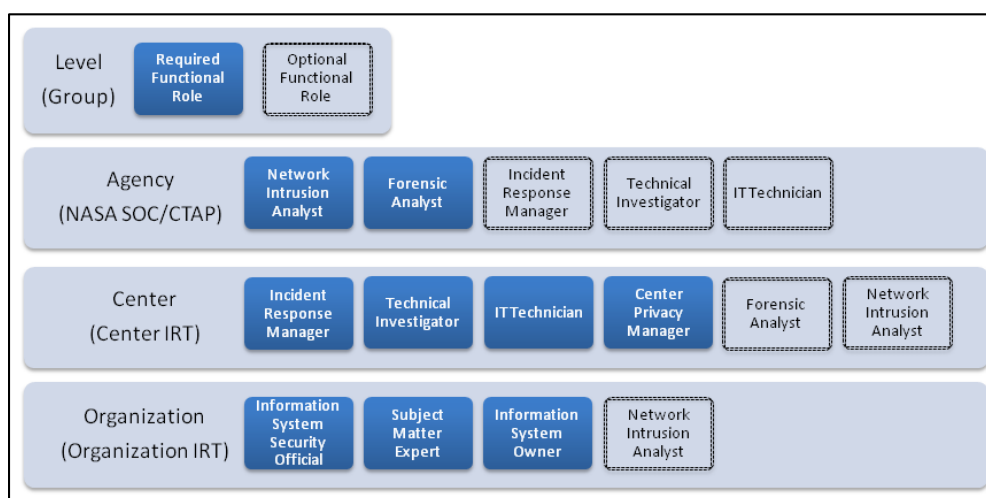 Level
(Group)
Required
Functional
Role
Optional
Functional
Role
Agency
(NASA SOC/CTAP)
Network
Intrusion
Analyst
Forensic
Analyst
Incident
Response
Manager
Technical
Investigator
ITTechnician
Center
(Center IRT)
Incident
Response
Manager
Technical
Investigator
ITTechnician
Center
Privacy
Manager
Forensic
Analyst
Network
Intrusion
Analyst
Organization
(Organization IRT)
Information
System
Security
Official
Subject
Matter
Expert
Information
System
Owner
Network
Intrusion
Analyst